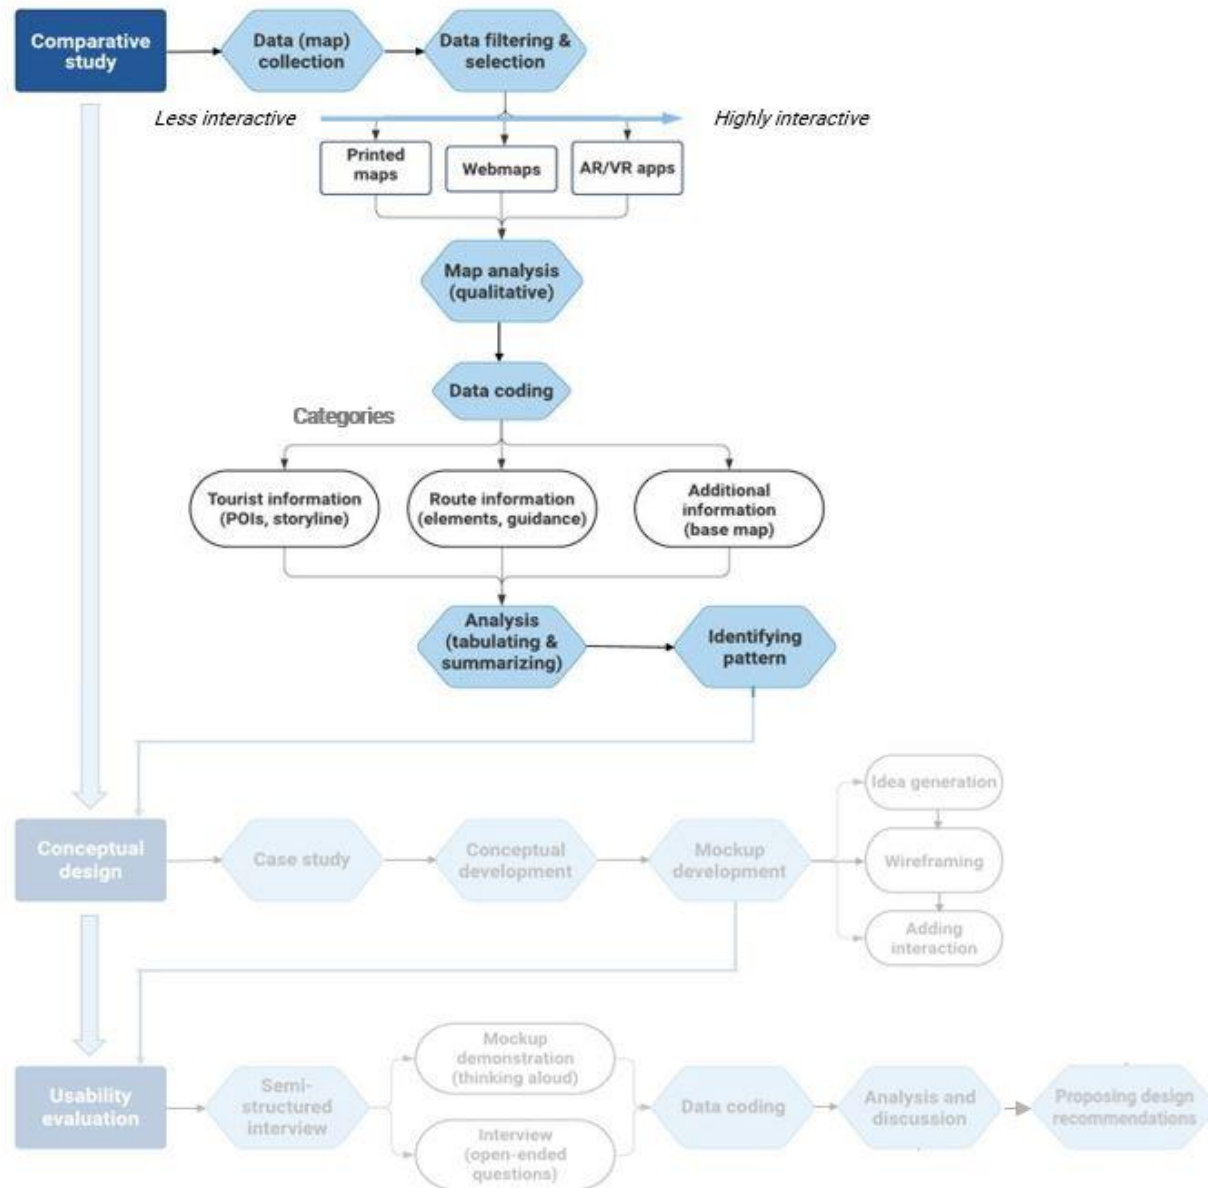 Comparative
study
Data (map)
collection
Data filtering &
selection
Less interactive
Highly interactive
Printed
maps
Webmaps
AR/VR apps
Map analysis
(qualitative)
Data coding
Categories
Tourist information
(POIs, storyline)
Route information
(elements, guidance)
Additional
information
(base map)
Analysis
(tabulating &
summarizing)
Identifying
pattern
Conceptual
design
Case study
Conceptual
development
Mockup
development
Idea generation
Wireframing
Adding
interaction
Usability
evaluation
Semi-
structured
interview
Mockup
demonstration
(thinking aloud)
Interview
(open-ended
questions)
Data coding
Analysis and
discussion
Proposing design
recommendations